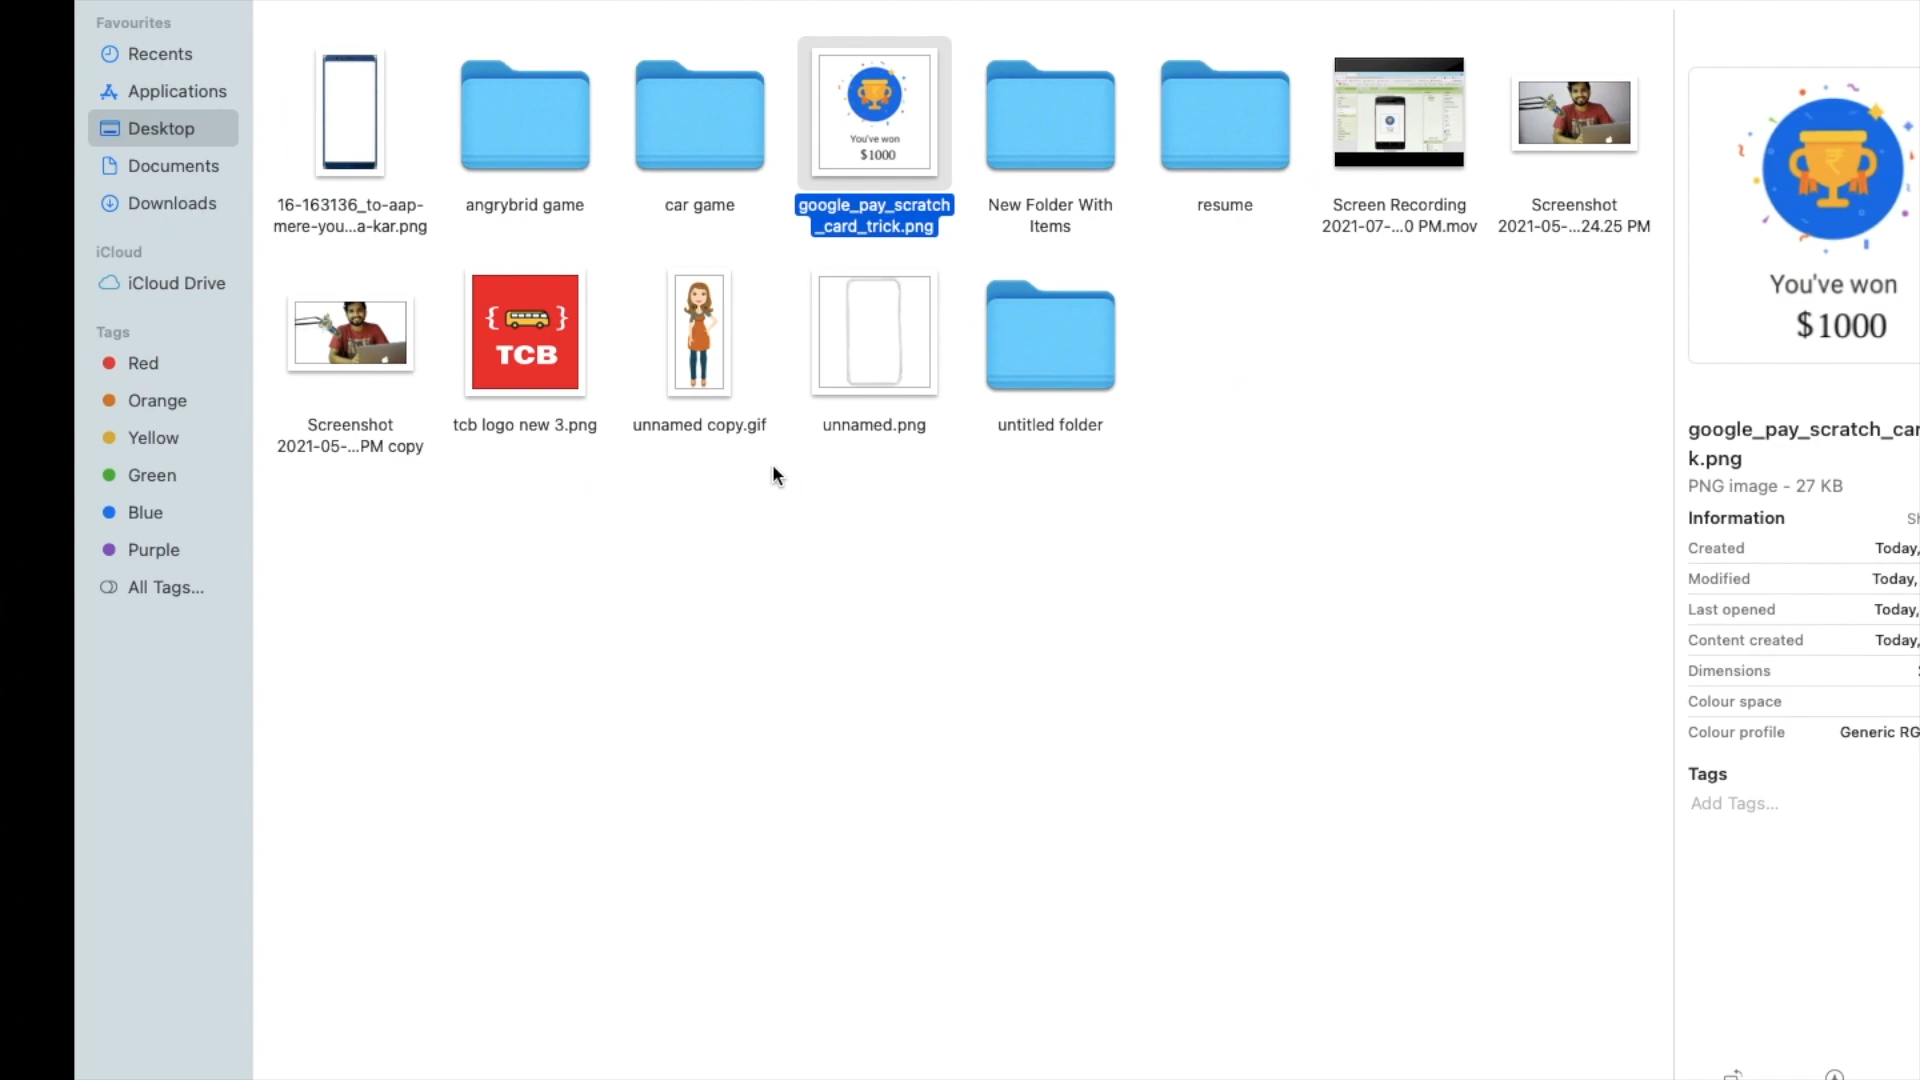 Favourites
Recents
Applications
Desktop
Documents
Downloads
iCloud
iCloud Drive
Tags
Red
Orange
Yellow
Green
Blue
Purple
All Tags...
You've won
$1000
16-163136_to-aap-
mere-you...a-kar.png
angrybrid game
car game
google_pay_scratch
_card_trick.png
New Folder With
Items
resume
Screen Recording
2021-07-...0 PM.mov
Screenshot
2021-05-...24.25 PM
TCB
Screenshot
2021-05-...PM copy
tcb logo new 3.png
unnamed copy.gif
unnamed.png
untitled folder
You've won
$1000
google_pay_scratch_car
k.png
PNG image - 27 KB
Information
Created Today,
Modified Today,
Last opened Today,
Content created Today,
Dimensions
Colour space
Colour profile Generic RG
Tags
Add Tags...